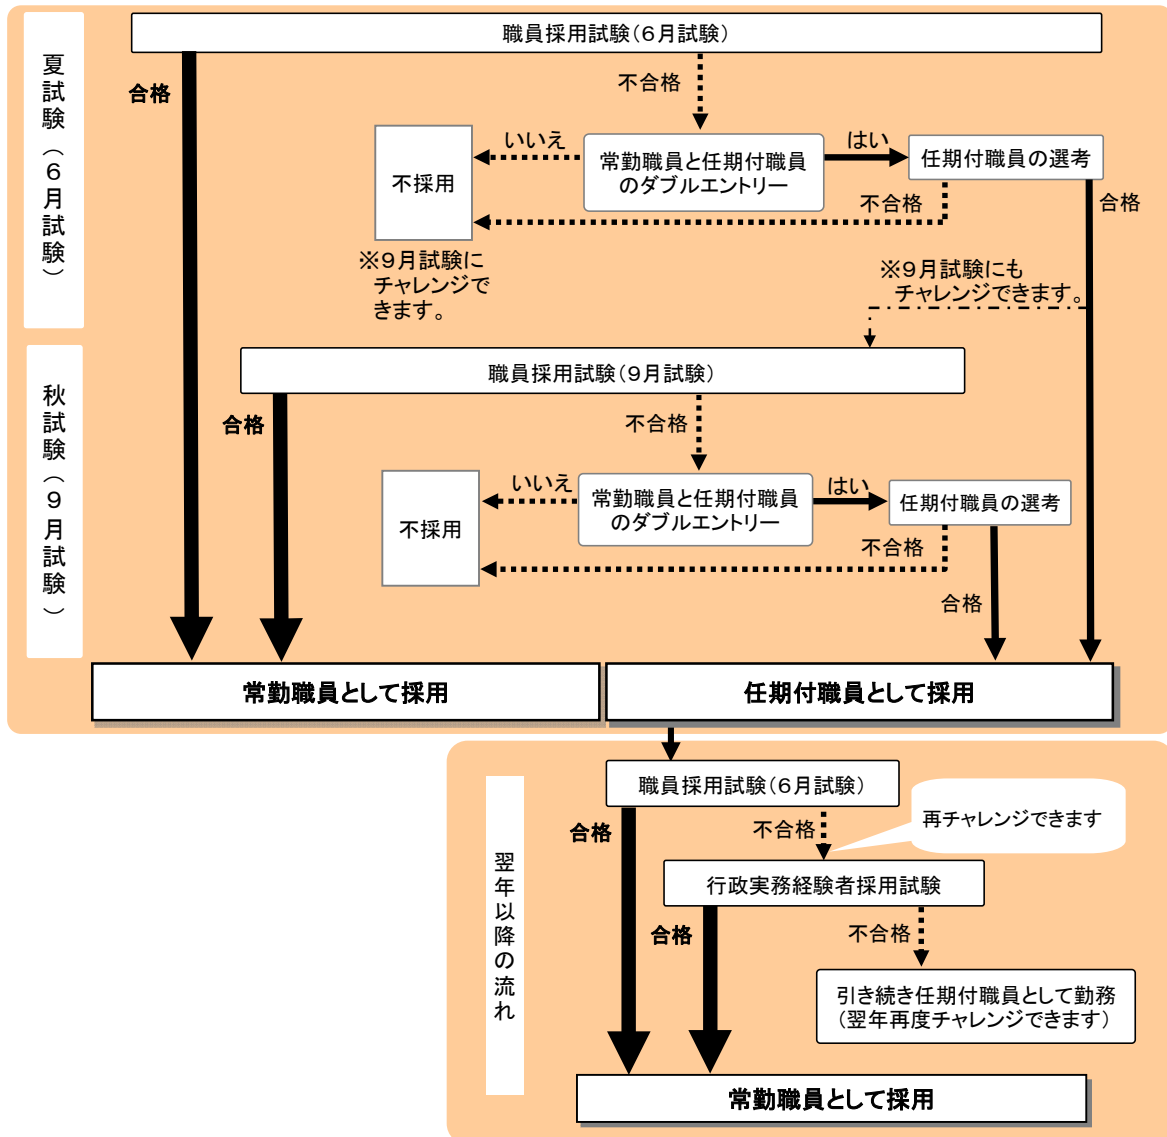 夏試験（６月試験）
職員採用試験（６月試験）
合格
不合格
いいえ
常勤職員と任期付職員
のダブルエントリー
はい
任期付職員の選考
不採用
不合格
合格
※９月試験に
チャレンジで
きます。
※９月試験にも
チャレンジできます。
秋試験（９月試験）
職員採用試験（９月試験）
合格
不合格
いいえ
常勤職員と任期付職員
のダブルエントリー
はい
任期付職員の選考
不採用
不合格
合格
常勤職員として採用
任期付職員として採用
翌年以降の流れ
職員採用試験（６月試験）
合格
不合格
再チャレンジできます
行政実務経験者採用試験
合格
不合格
引き続き任期付職員として勤務
（翌年再度チャレンジできます）
常勤職員として採用